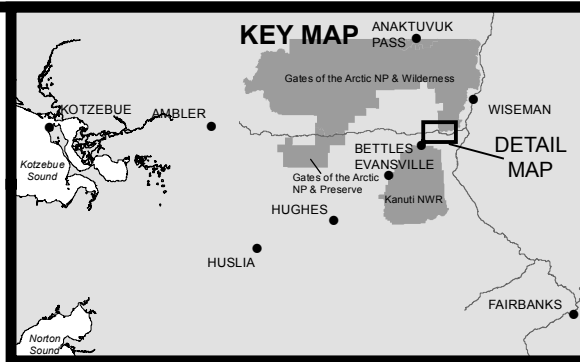 KEY MAP
ANAKTUVUK
PASS
Gates of the Arctic NP & Wilderness
WISEMAN
KOTZEBUE
AMBLER
DETAIL
MAP
BETTLES
EVANSVILLE
Kotzebue
Sound
Gates of the Arctic
NP & Preserve
Kanuti NWR
HUGHES
HUSLIA
FAIRBANKS
Norton
Sound